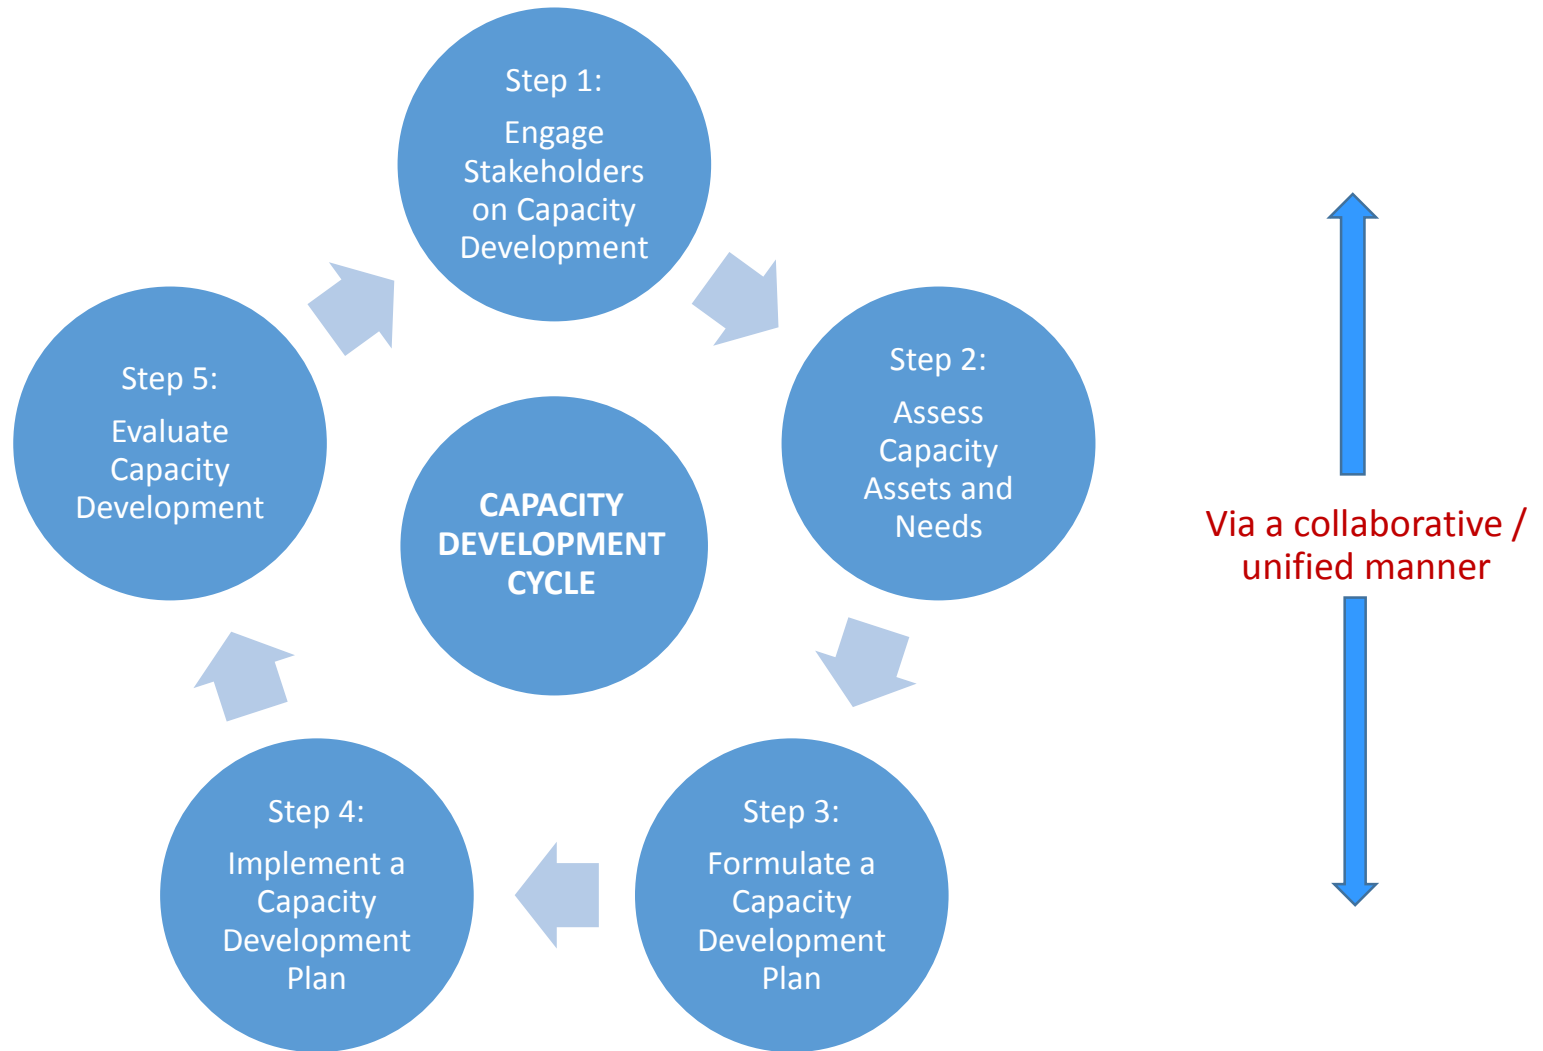 Step 1:
Engage
Stakeholders
on Capacity
Development
Step 2:
Assess
Capacity
Assets and
Needs
Step 3:
Formulate a
Capacity
Development
Plan
Step 4:
Implement a
Capacity
Development
Plan
Step 5:
Evaluate
Capacity
Development
CAPACITY
DEVELOPMENT
CYCLE
Via a collaborative /
unified manner